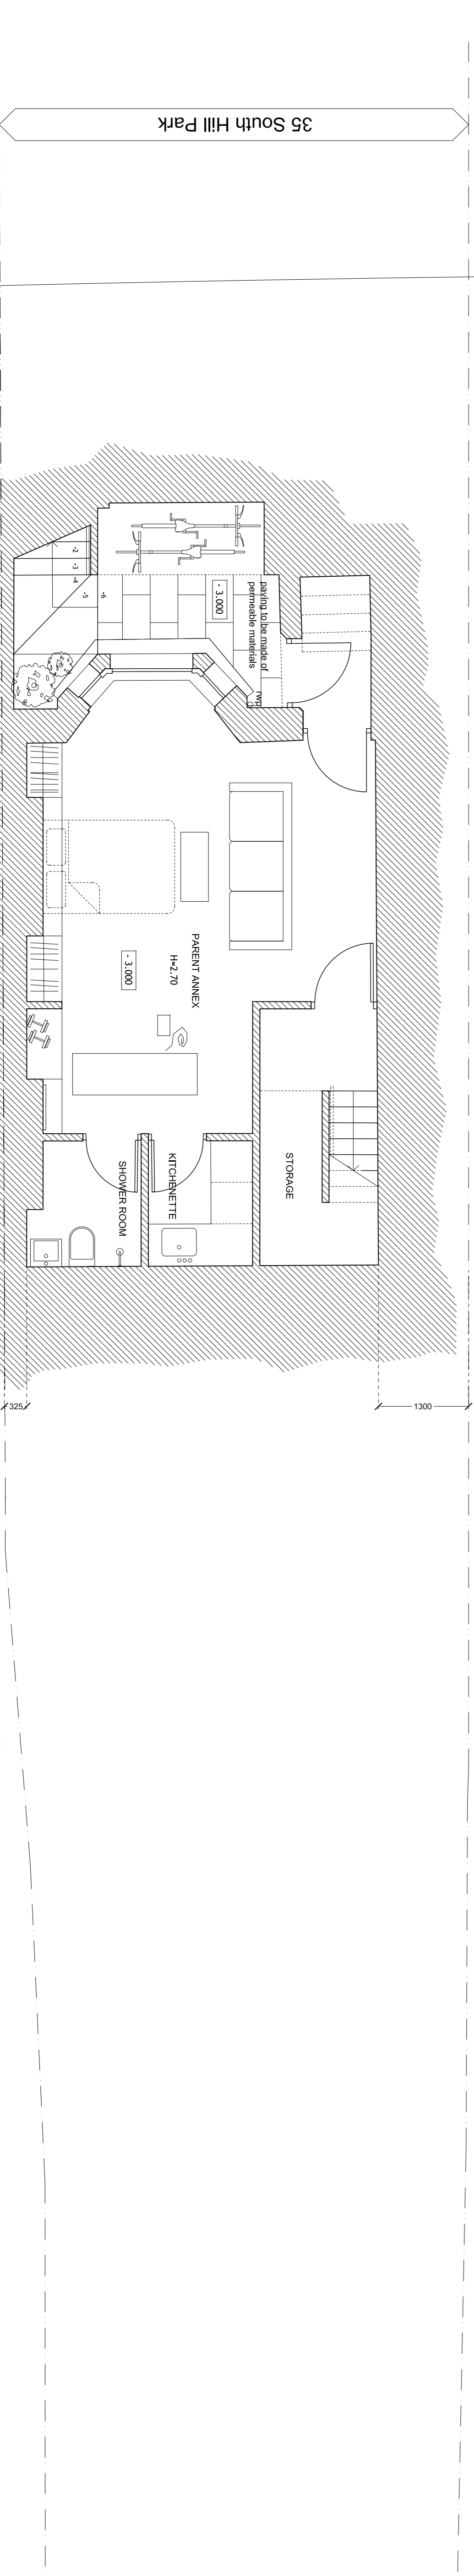 35 South Hill Park
-2
-3
-4
-5
-6
- 3.000
paving to be made of
permeable materials
rwp
PARENT ANNEX
H=2.70
- 3.000
STORAGE
KITCHENETTE
SHOWER ROOM
325
1300